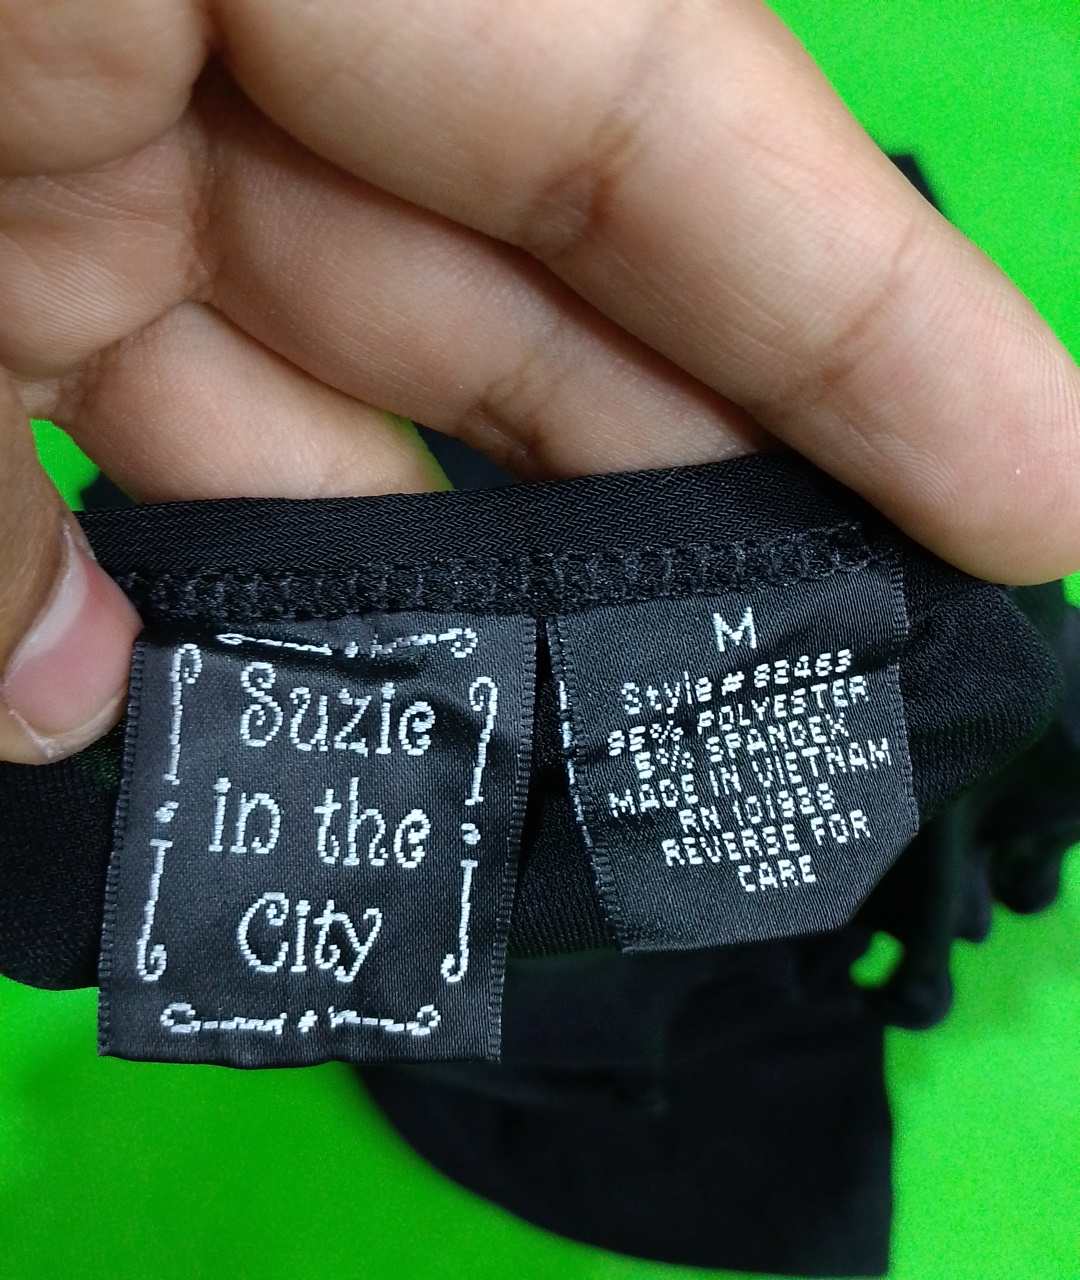 Suzie
in the
City
M
Style # 82463
95% POLYESTER
5% SPANDEX
MADE IN VIETNAM
RN 101928
REVERSE FOR
CARE